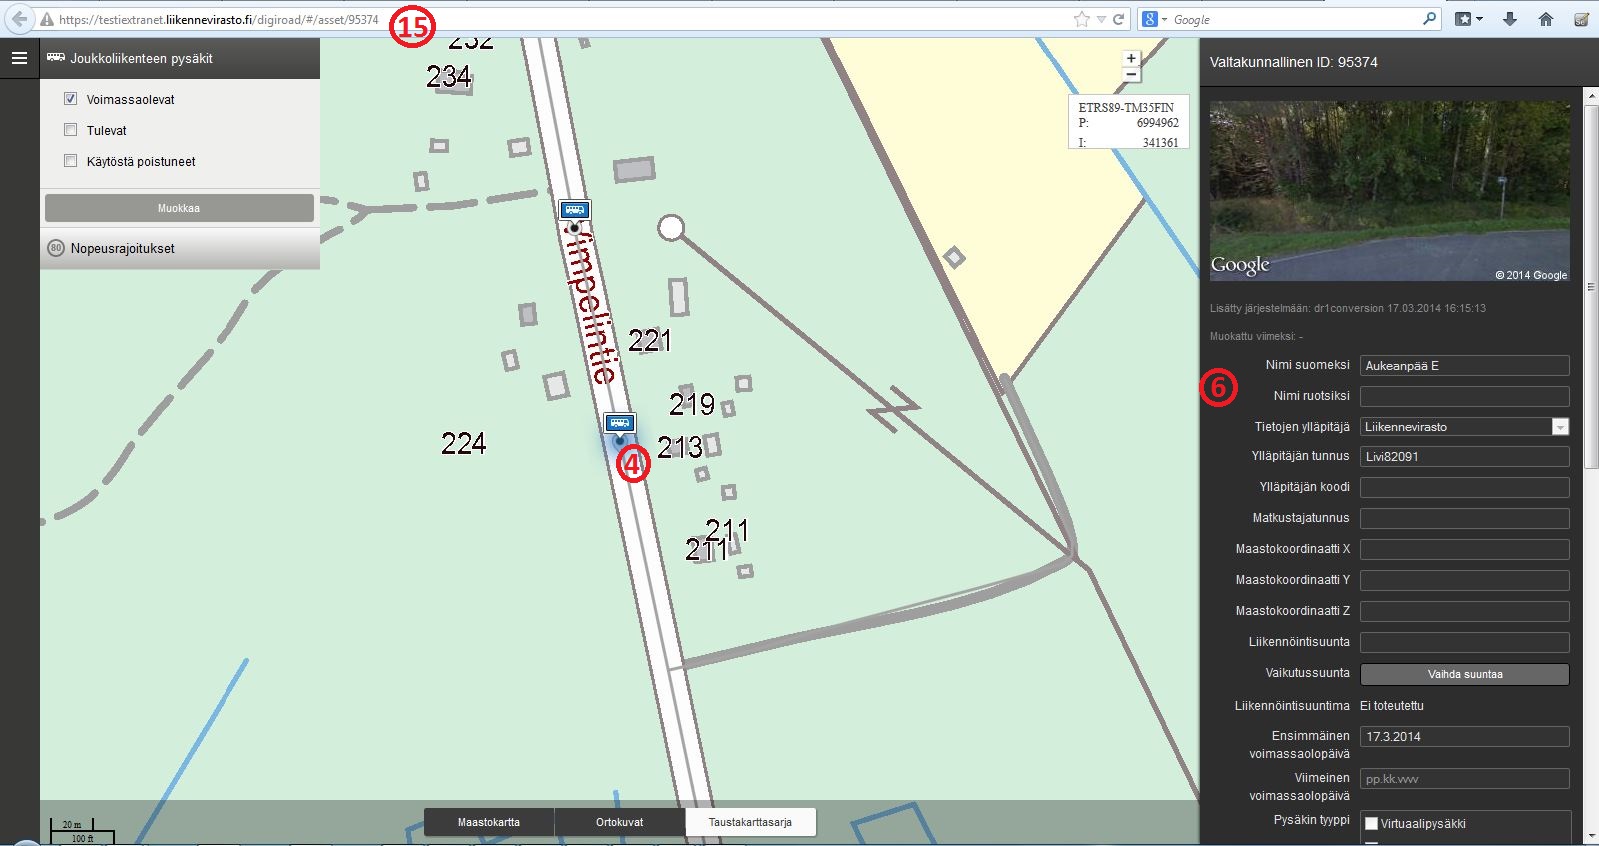 https://testiextranet.liikennevirasto.fi/digiroad/#/asset/95374
15
Google
Joukkoliikenteen pysäkit
Voimassaolevat
Tulevat
Käytöstä poistuneet
Muokkaa
80 Nopeusrajoitukset
232
234
+
−
ETRS89-TM35FIN
P: 6994962
I: 341361
Vimpelintie
221
219
224
213
4
211
211
20 m
100 ft
Maastokartta
Ortokuvat
Taustakarttasarja
Valtakunnallinen ID: 95374
Google
© 2014 Google
Lisätty järjestelmään: dr1conversion 17.03.2014 16:15:13
Muokattu viimeksi: -
6
Nimi suomeksi Aukeanpää E
Nimi ruotsiksi
Tietojen ylläpitäjä Liikennevirasto
Ylläpitäjän tunnus Livi82091
Ylläpitäjän koodi
Matkustajatunnus
Maastokoordinaatti X
Maastokoordinaatti Y
Maastokoordinaatti Z
Liikennöintisuunta
Vaikutussuunta Vaihda suuntaa
Liikennöintisuuntima Ei toteutettu
Ensimmäinen voimassaolopäivä 17.3.2014
Viimeinen voimassaolopäivä pp.kk.vvvv
Pysäkin tyyppi Virtuaalipysäkki